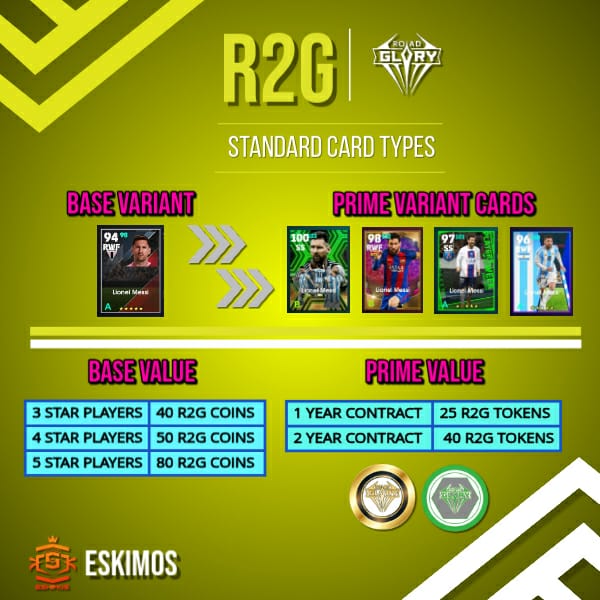 R2G
ROAD
GLORY
STANDARD CARD TYPES
BASE VARIANT
PRIME VARIANT CARDS
94 98
RWF
Lionel Messi
A
100
SS
Lionel Messi
B
98
RWF
Lionel Messi
97
SS
Lionel Messi
A
96
RWF
Lionel Messi
BASE VALUE
PRIME VALUE
3 STAR PLAYERS 40 R2G COINS
4 STAR PLAYERS 50 R2G COINS
5 STAR PLAYERS 80 R2G COINS
1 YEAR CONTRACT 25 R2G TOKENS
2 YEAR CONTRACT 40 R2G TOKENS
GLORY
GLORY
ESKIMOS